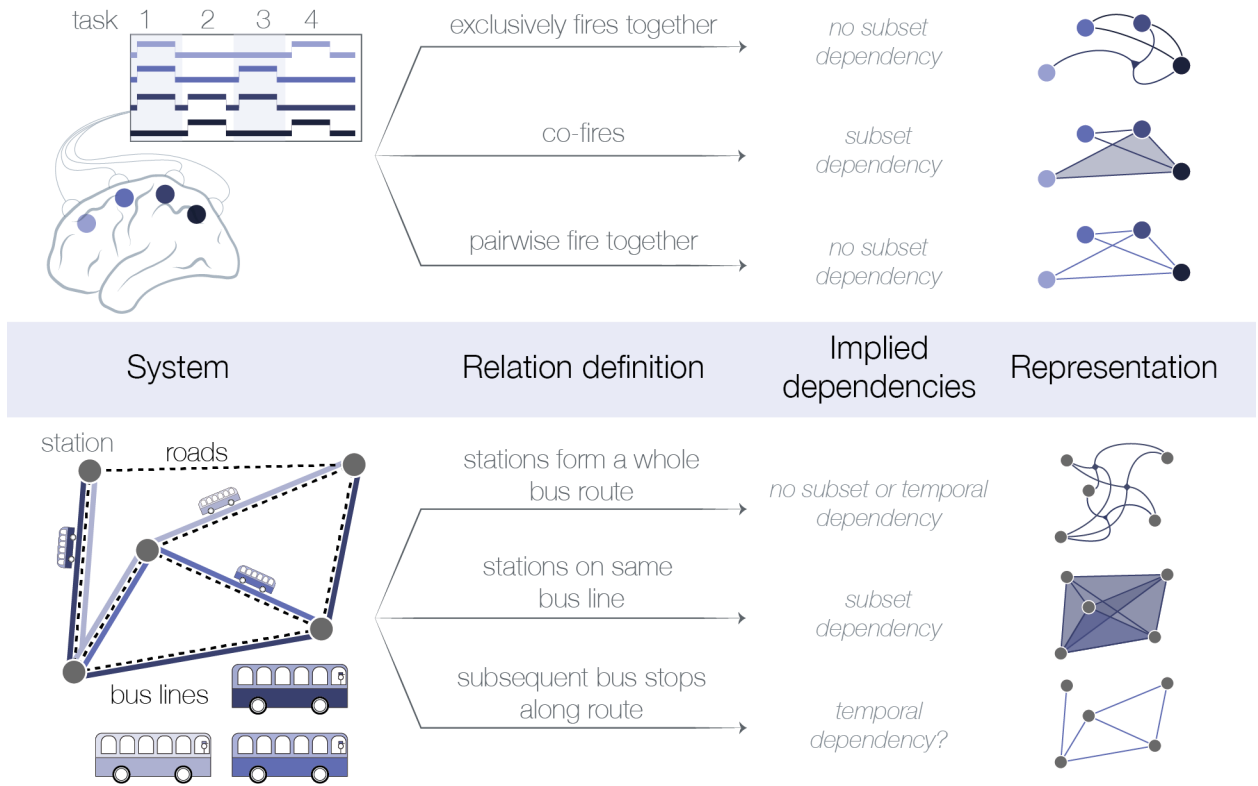 task 1 2 3 4
exclusively fires together
no subset
dependency
co-fires
subset
dependency
pairwise fire together
no subset
dependency
System
Relation definition
Implied
dependencies
Representation
station
roads
bus lines
stations form a whole
bus route
no subset or temporal
dependency
stations on same
bus line
subset
dependency
subsequent bus stops
along route
temporal
dependency?